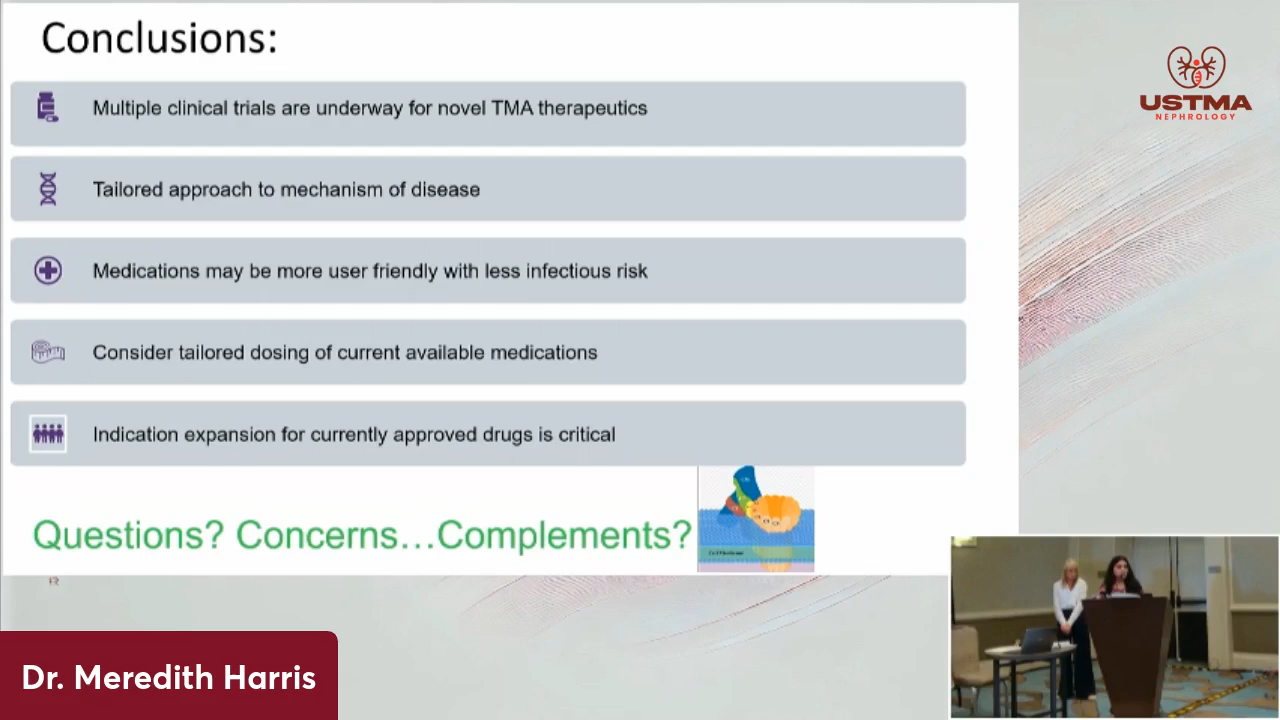 Conclusions:
USTMA
NEPHROLOGY
Multiple clinical trials are underway for novel TMA therapeutics
Tailored approach to mechanism of disease
Medications may be more user friendly with less infectious risk
Consider tailored dosing of current available medications
Indication expansion for currently approved drugs is critical
Questions? Concerns…Complements?
Dr. Meredith Harris